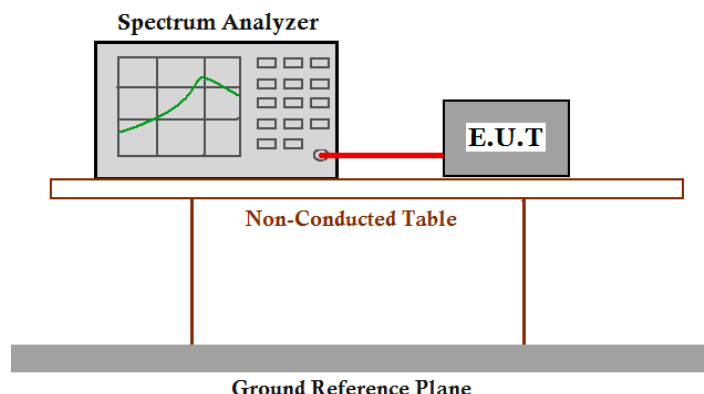 Spectrum Analyzer
E.U.T
Non-Conducted Table
Ground Reference Plane